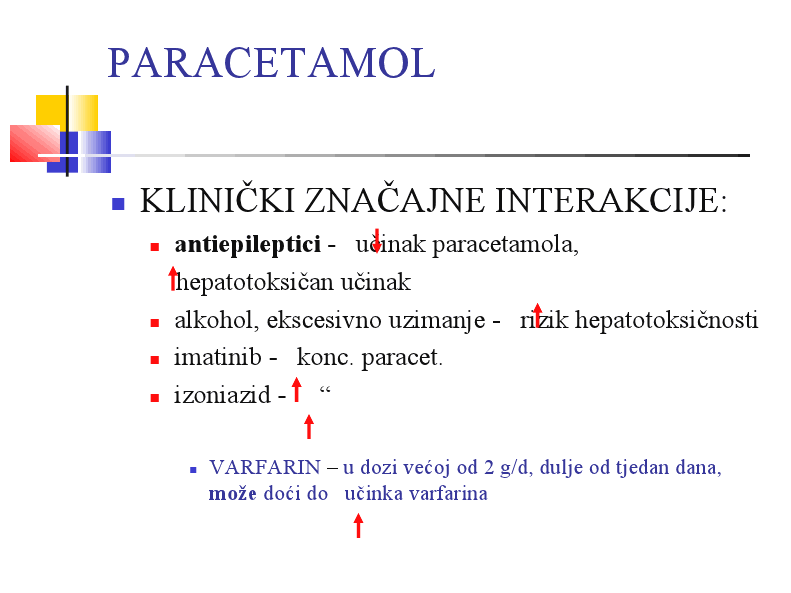 PARACETAMOL
KLINIČKI ZNAČAJNE INTERAKCIJE:
antiepileptici - učinak paracetamola,
hepatotoksičan učinak
alkohol, ekscesivno uzimanje - rizik hepatotoksičnosti
imatinib - konc. paracet.
izoniazid - “
VARFARIN – u dozi većoj od 2 g/d, dulje od tjedan dana,
može doći do učinka varfarina